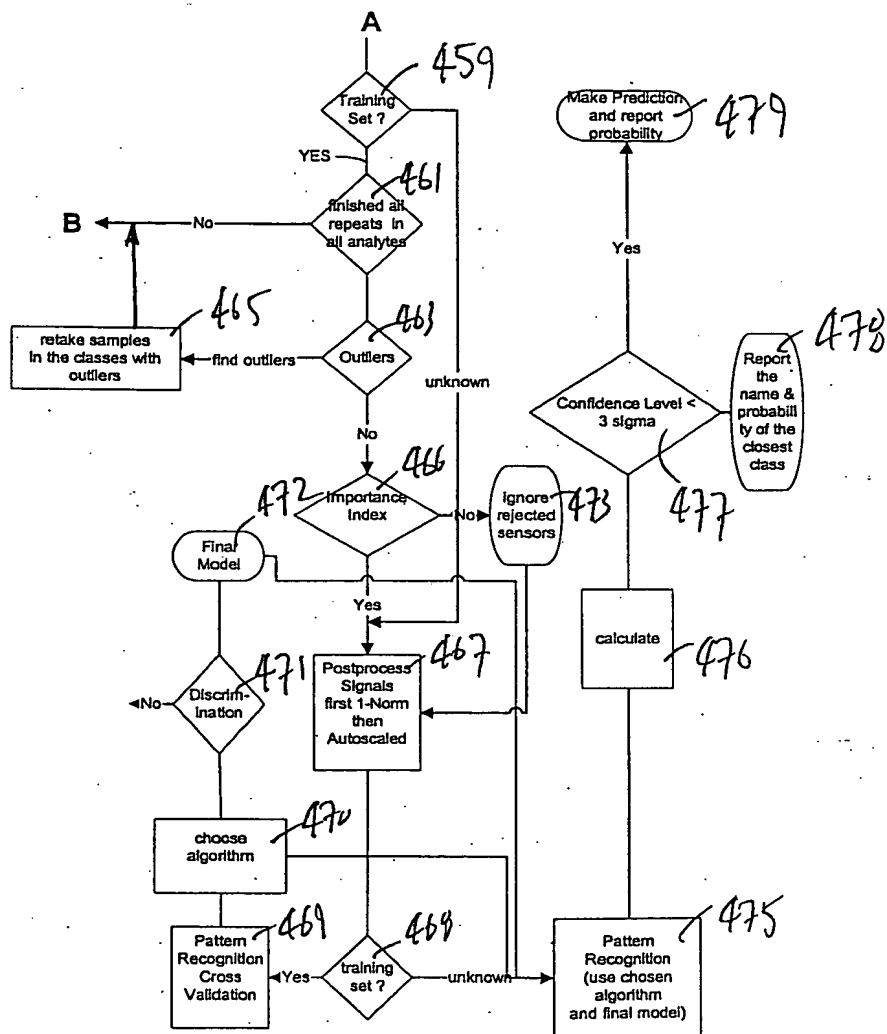 A
459
Training
Set ?
YES
461
finished all
repeats in
all analytes
B
No
465
retake samples
In the classes with
outliers
find outliers
463
Outliers
unknown
No
466
Importance
Index
No
473
Ignore
rejected
sensors
472
Final
Model
Yes
467
Postprocess
Signals
first 1-Norm
then
Autoscaled
471
Discrim-
ination
No
470
choose
algorithm
469
Pattern
Recognition
Cross
Validation
Yes
468
training
set ?
unknown
475
Pattern
Recognition
(use chosen
algorithm
and final model)
476
calculate
477
Confidence Level <
3 sigma
478
Report
the
name &
probabili
ty of the
closest
class
Yes
479
Make Prediction
and report
probability